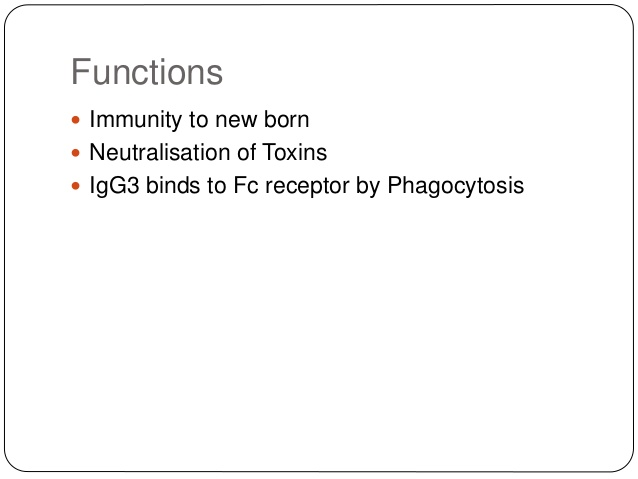 Functions
• Immunity to new born
• Neutralisation of Toxins
• IgG3 binds to Fc receptor by Phagocytosis